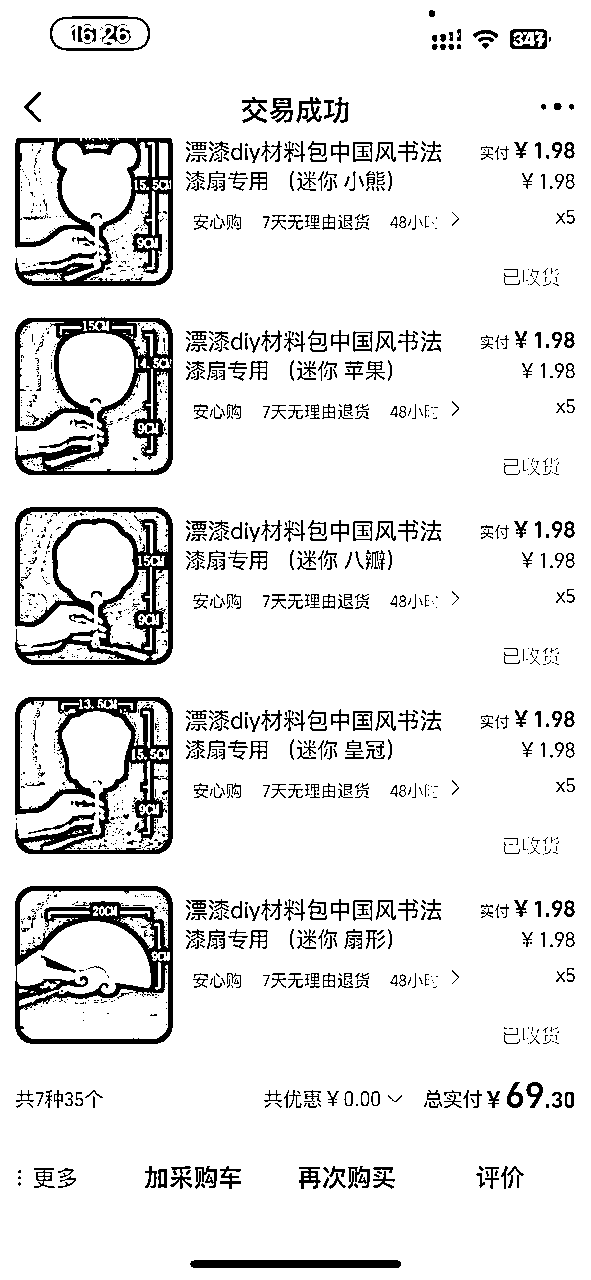 16:26
34
交易成功
漂漆diy材料包中国风书法 实付 ¥1.98
漆扇专用 （迷你 小熊） ¥1.98
安心购 7天无理由退货 48小时 x5
已收货
15.5CM
9CM
漂漆diy材料包中国风书法 实付 ¥1.98
漆扇专用 （迷你 苹果） ¥1.98
安心购 7天无理由退货 48小时 x5
已收货
15CM
14.5CM
9CM
漂漆diy材料包中国风书法 实付 ¥1.98
漆扇专用 （迷你 八瓣） ¥1.98
安心购 7天无理由退货 48小时 x5
已收货
15CM
9CM
漂漆diy材料包中国风书法 实付 ¥1.98
漆扇专用 （迷你 皇冠） ¥1.98
安心购 7天无理由退货 48小时 x5
已收货
13.5CM
15.5CM
9CM
漂漆diy材料包中国风书法 实付 ¥1.98
漆扇专用 （迷你 扇形） ¥1.98
安心购 7天无理由退货 48小时 x5
已收货
20CM
9CM
共7种35个 共优惠 ¥0.00 总实付 ¥69.30
更多 加采购车 再次购买 评价